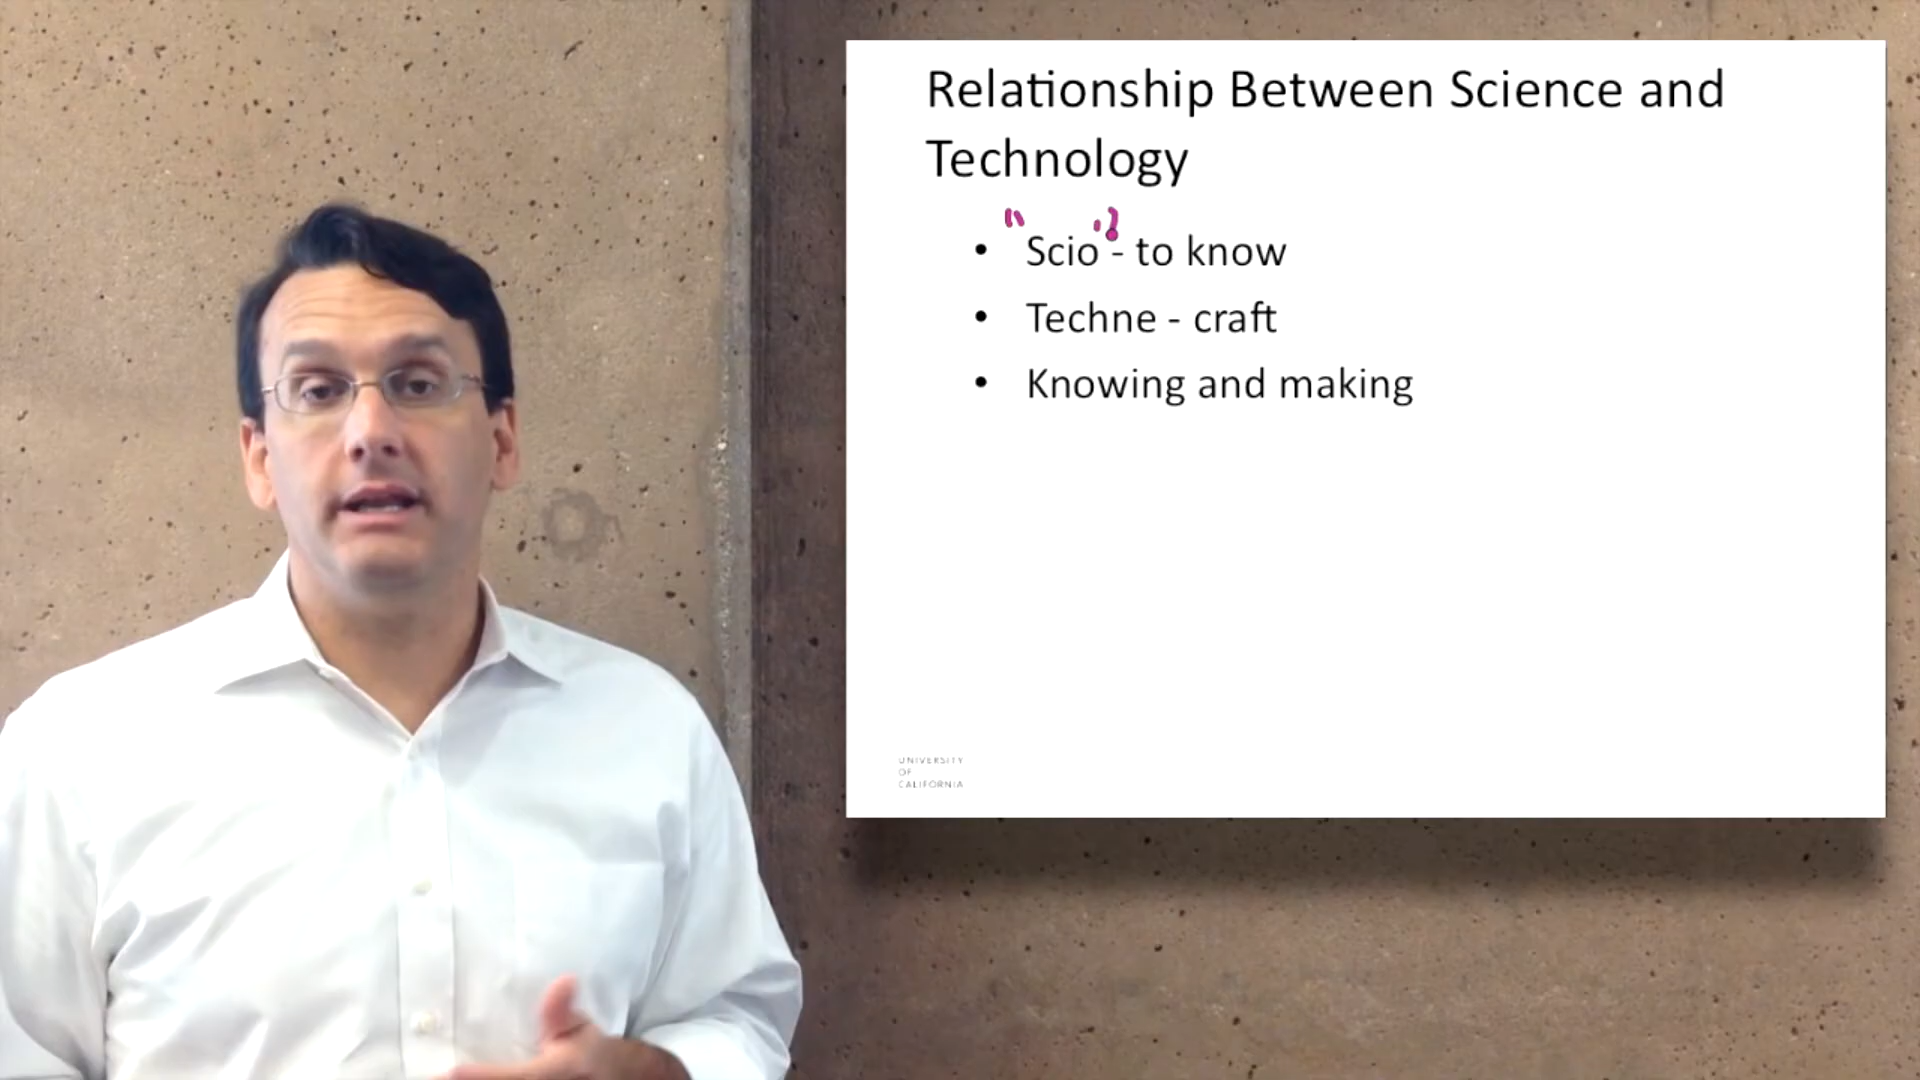 Relationship Between Science and
Technology
• "Scio" - to know
• Techne - craft
• Knowing and making
UNIVERSITY
OF
CALIFORNIA